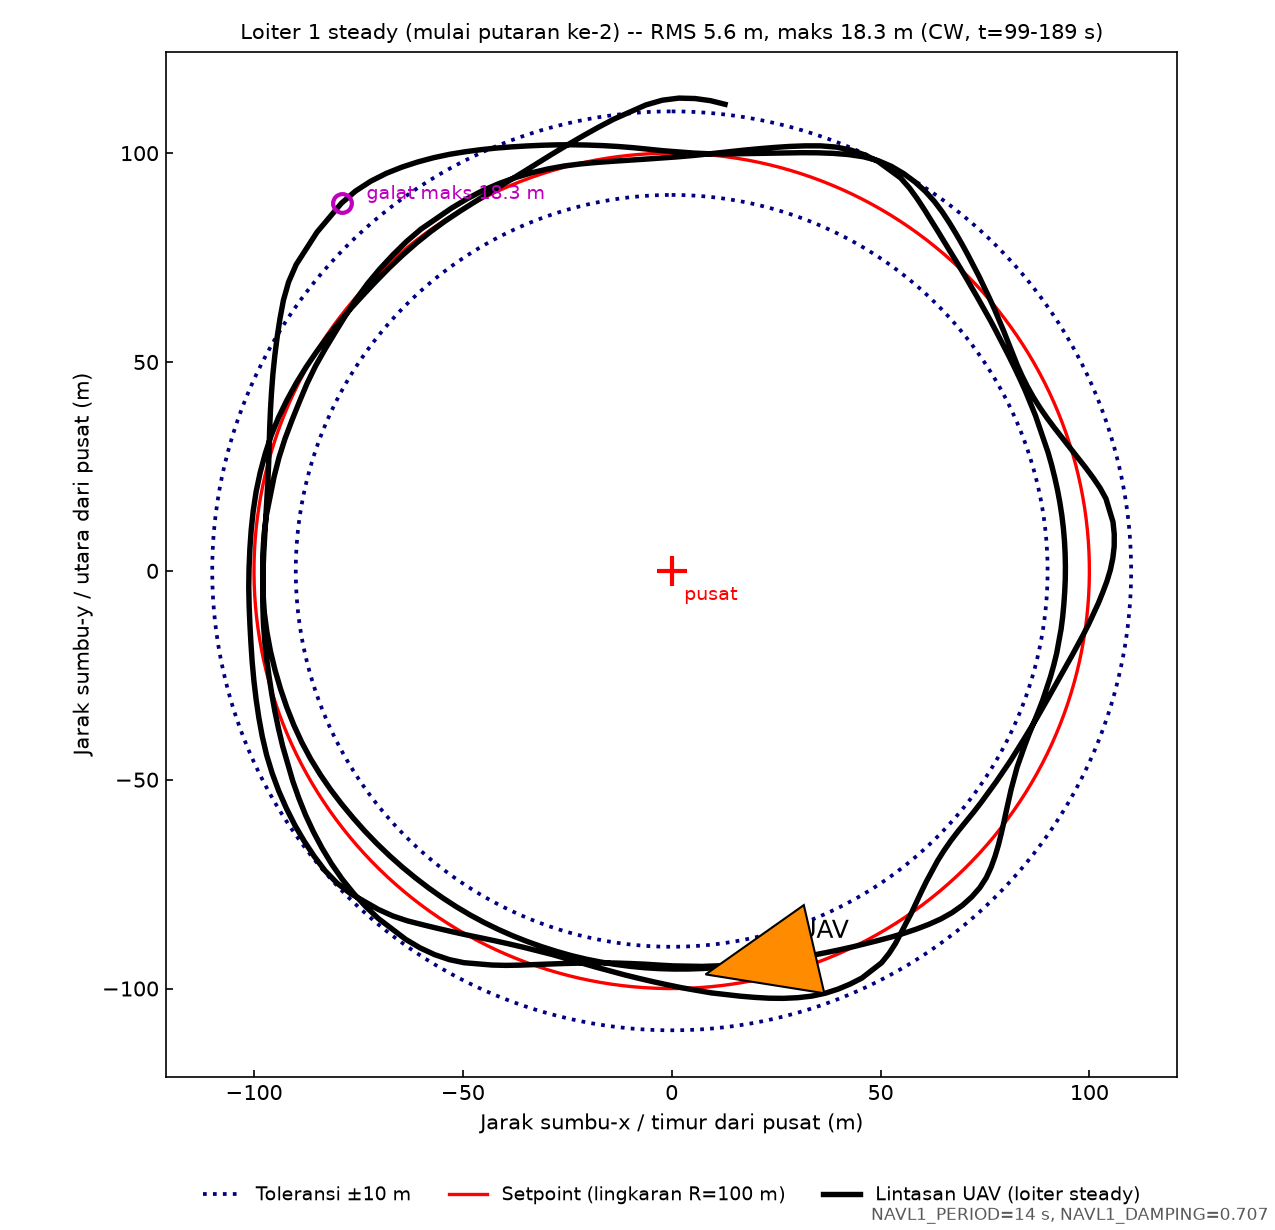 Loiter 1 steady (mulai putaran ke-2) -- RMS 5.6 m, maks 18.3 m (CW, t=99-189 s)
Jarak sumbu-y / utara dari pusat (m)
100
50
0
−50
−100
galat maks 18.3 m
pusat
UAV
−100
−50
0
50
100
Jarak sumbu-x / timur dari pusat (m)
Toleransi ±10 m
Setpoint (lingkaran R=100 m)
Lintasan UAV (loiter steady)
NAVL1_PERIOD=14 s, NAVL1_DAMPING=0.707